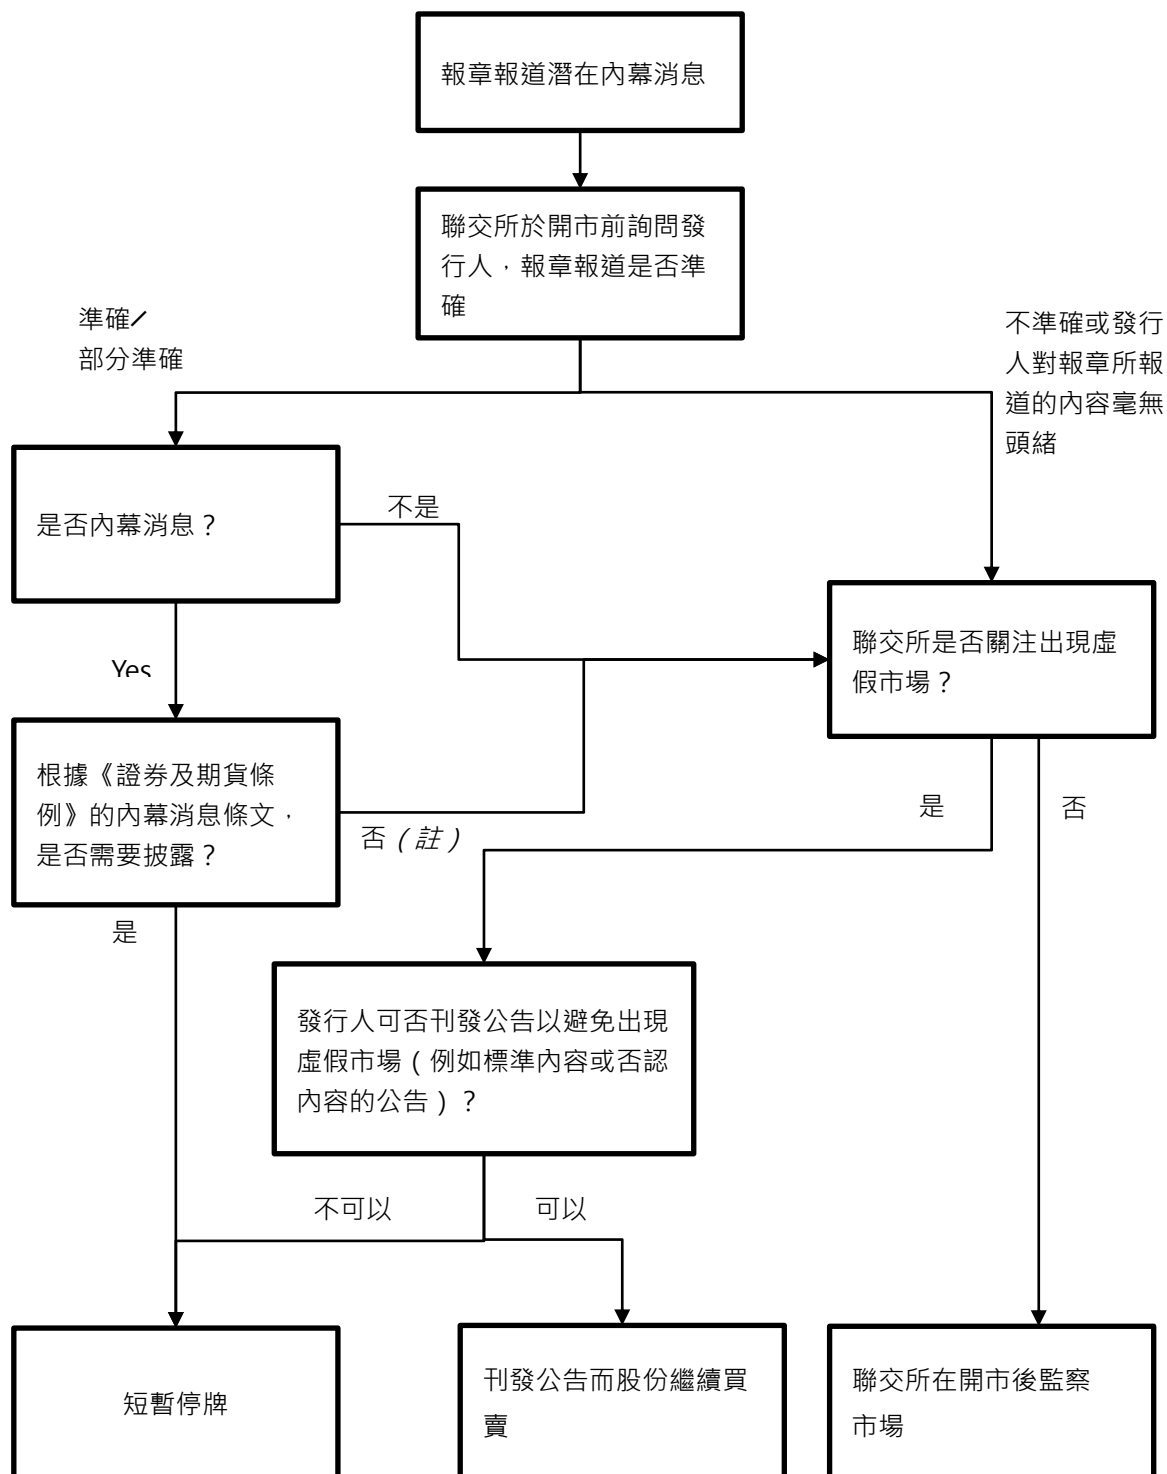 報章報道潛在內幕消息
聯交所於開市前詢問發
行人，報章報道是否準
確
準確/
部分準確
不準確或發行
人對報章所報
道的內容毫無
頭緒
是否內幕消息？
不是
聯交所是否關注出現虛
假市場？
Yes
根據《證券及期貨條
例》的內幕消息條文，
是否需要披露？
否（註）
是
否
是
發行人可否刊發公告以避免出現
虛假市場（例如標準內容或否認
內容的公告）？
不可以
可以
短暫停牌
刊發公告而股份繼續買
賣
聯交所在開市後監察
市場